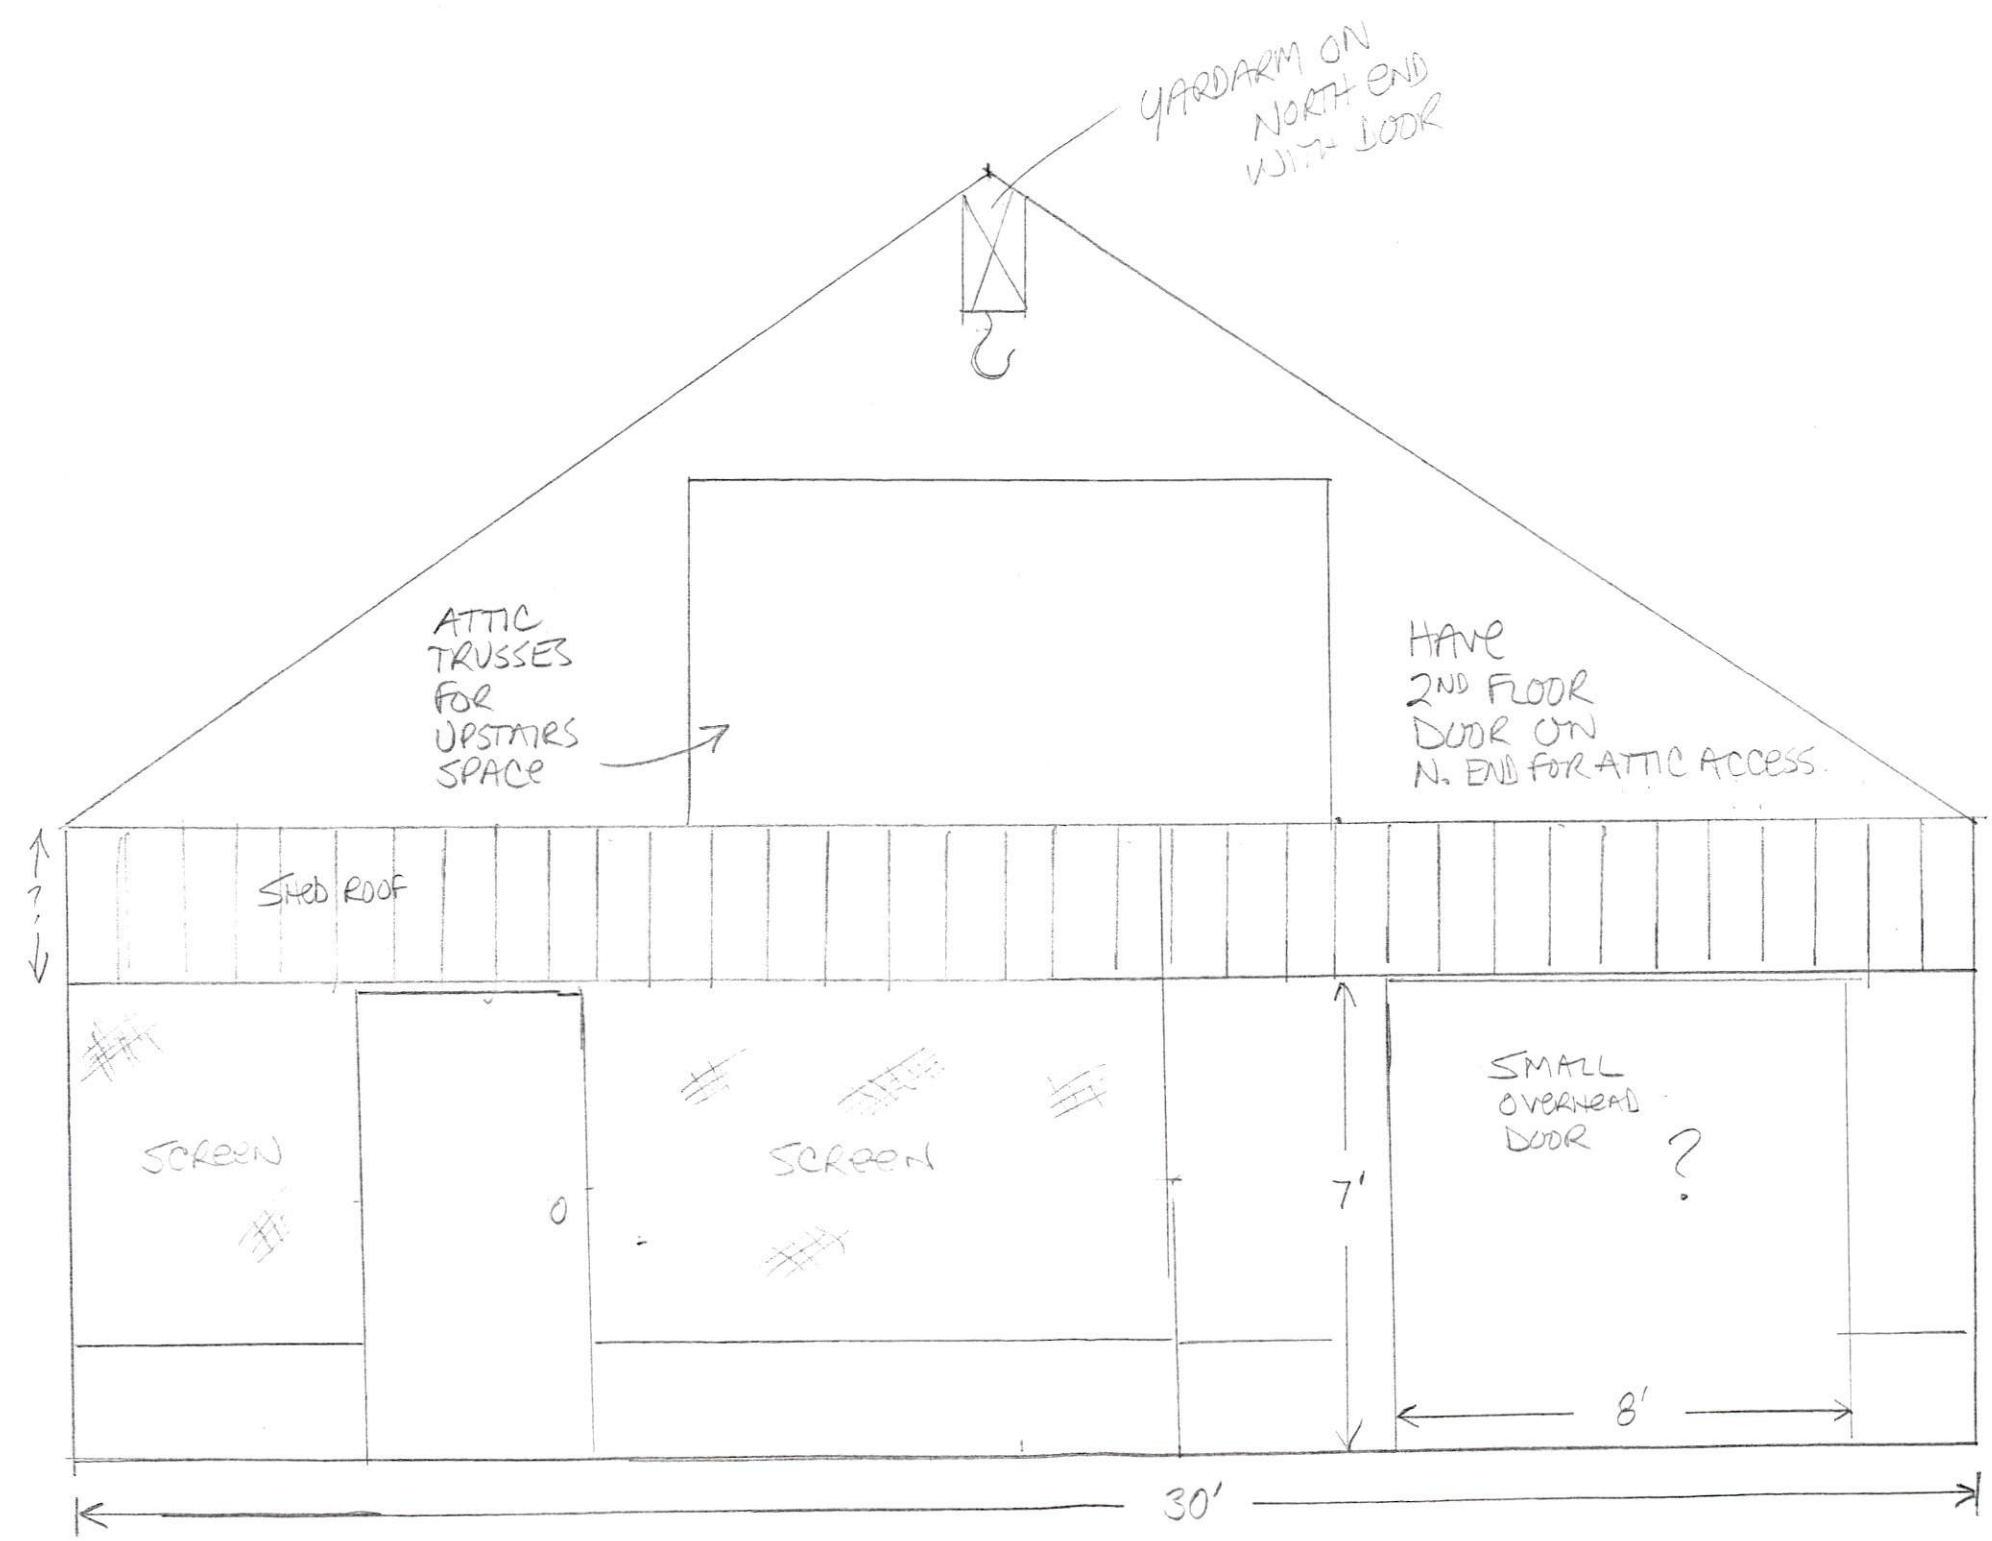 YARDARM ON
NORTH END
WITH DOOR
ATTIC
TRUSSES
FOR
UPSTAIRS
SPACE
HAVE
2ND FLOOR
DOOR ON
N. END FOR ATTIC ACCESS.
?
SHED ROOF
SCREEN
SCREEN
7'
SMALL
OVERHEAD
DOOR
?
8'
30'